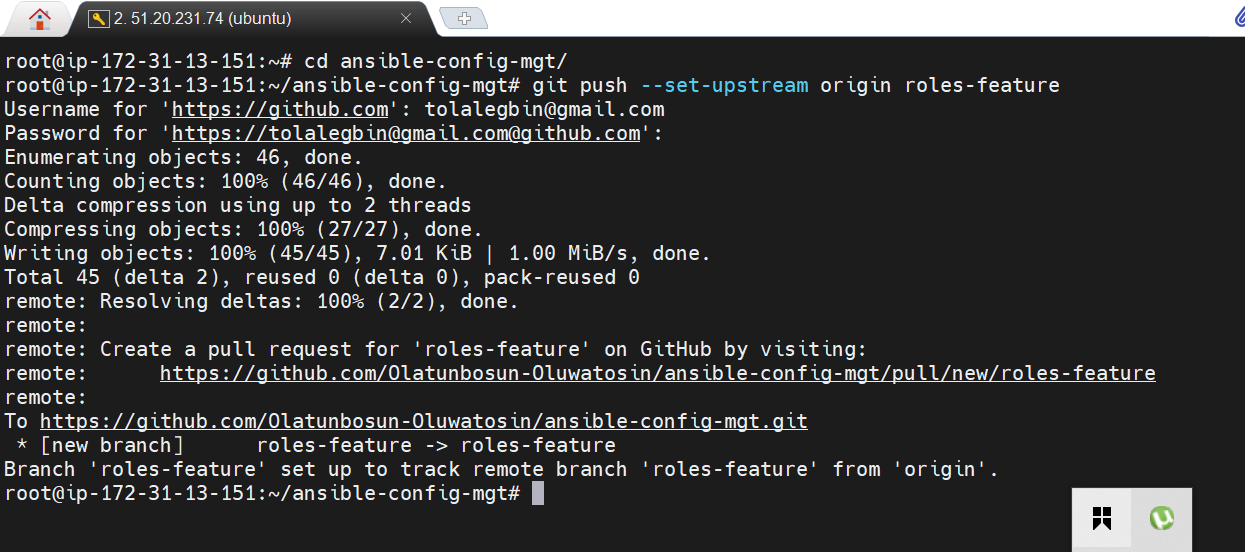 2. 51.20.231.74 (ubuntu)
root@ip-172-31-13-151:~# cd ansible-config-mgt/
root@ip-172-31-13-151:~/ansible-config-mgt# git push --set-upstream origin roles-feature
Username for 'https://github.com': tolalegbin@gmail.com
Password for 'https://tolalegbin@gmail.com@github.com':
Enumerating objects: 46, done.
Counting objects: 100% (46/46), done.
Delta compression using up to 2 threads
Compressing objects: 100% (27/27), done.
Writing objects: 100% (45/45), 7.01 KiB | 1.00 MiB/s, done.
Total 45 (delta 2), reused 0 (delta 0), pack-reused 0
remote: Resolving deltas: 100% (2/2), done.
remote:
remote: Create a pull request for 'roles-feature' on GitHub by visiting:
remote:      https://github.com/Olatunbosun-Oluwatosin/ansible-config-mgt/pull/new/roles-feature
remote:
To https://github.com/Olatunbosun-Oluwatosin/ansible-config-mgt.git
 * [new branch]      roles-feature -> roles-feature
Branch 'roles-feature' set up to track remote branch 'roles-feature' from 'origin'.
root@ip-172-31-13-151:~/ansible-config-mgt#